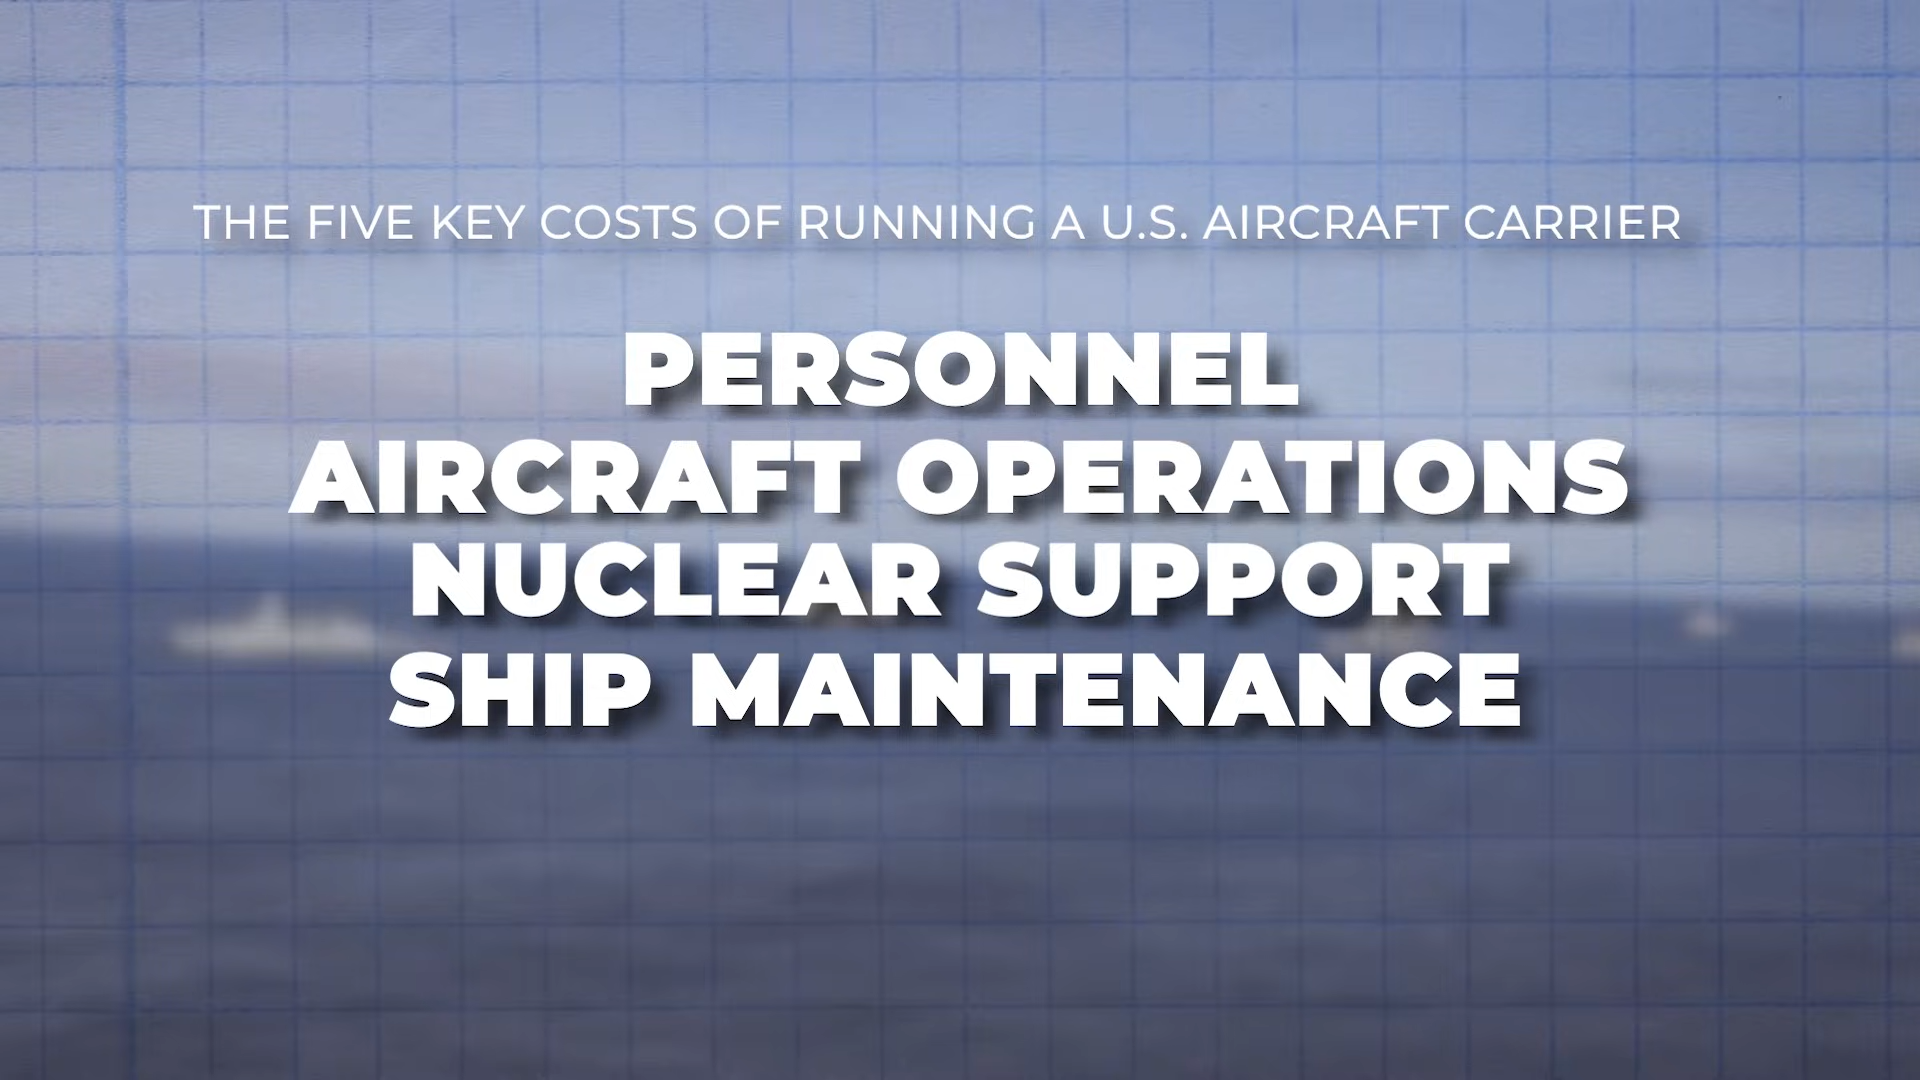 THE FIVE KEY COSTS OF RUNNING A U.S. AIRCRAFT CARRIER
PERSONNEL
AIRCRAFT OPERATIONS
NUCLEAR SUPPORT
SHIP MAINTENANCE